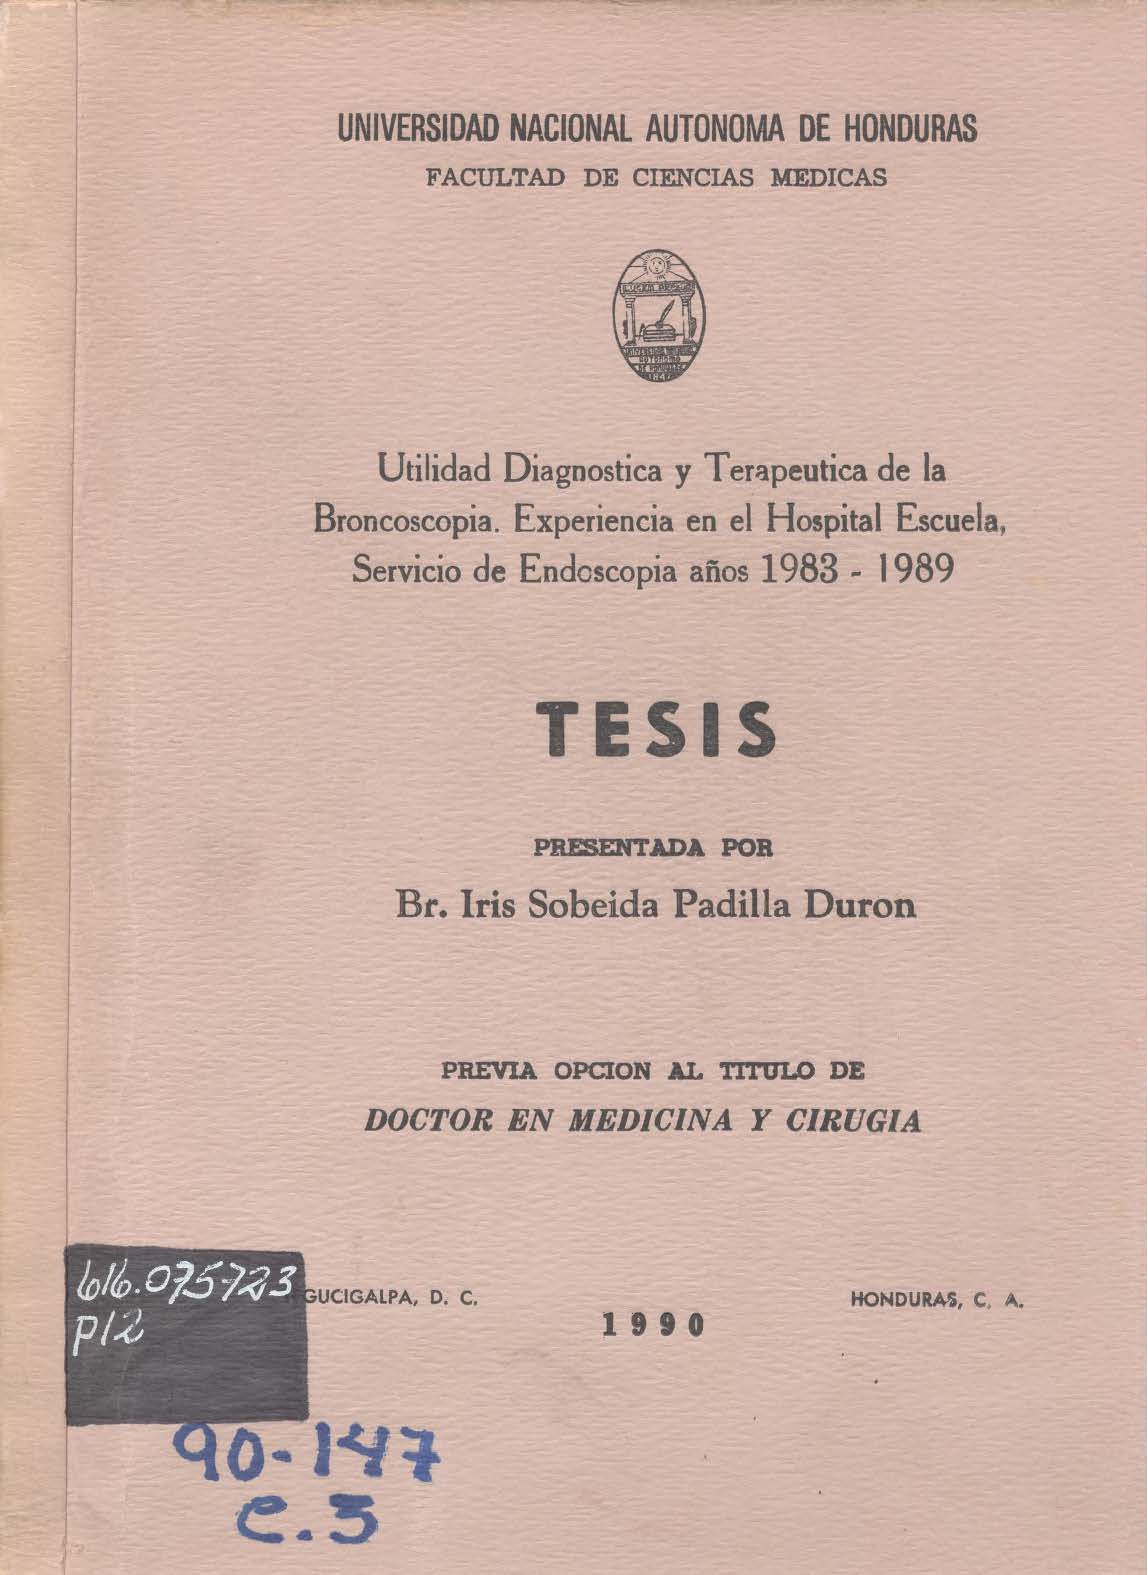 UNIVERSIDAD NACIONAL AUTONOMA DE HONDURAS
FACULTAD DE CIENCIAS MEDICAS
Utilidad Diagnostica y Terapeutica de la
Broncoscopia. Experiencia en el Hospital Escuela,
Servicio de Endoscopia años 1983 - 1989
TESIS
PRESENTADA POR
Br. Iris Sobeida Padilla Duron
PREVIA OPCION AL TITULO DE
DOCTOR EN MEDICINA Y CIRUGIA
616.075723
P12
GUCIGALPA, D. C.
HONDURAS, C. A.
1990
90-147
c.3